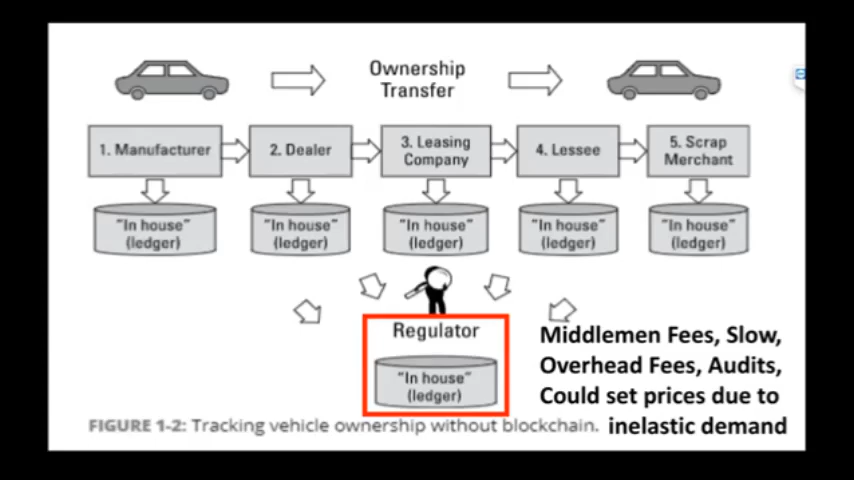 Ownership
Transfer
1. Manufacturer
2. Dealer
3. Leasing
Company
4. Lessee
5. Scrap
Merchant
"In house"
(ledger)
"In house"
(ledger)
"In house"
(ledger)
"In house"
(ledger)
"In house"
(ledger)
Regulator
"In house"
(ledger)
Middlemen Fees, Slow,
Overhead Fees, Audits,
Could set prices due to
inelastic demand
FIGURE 1-2: Tracking vehicle ownership without blockchain.